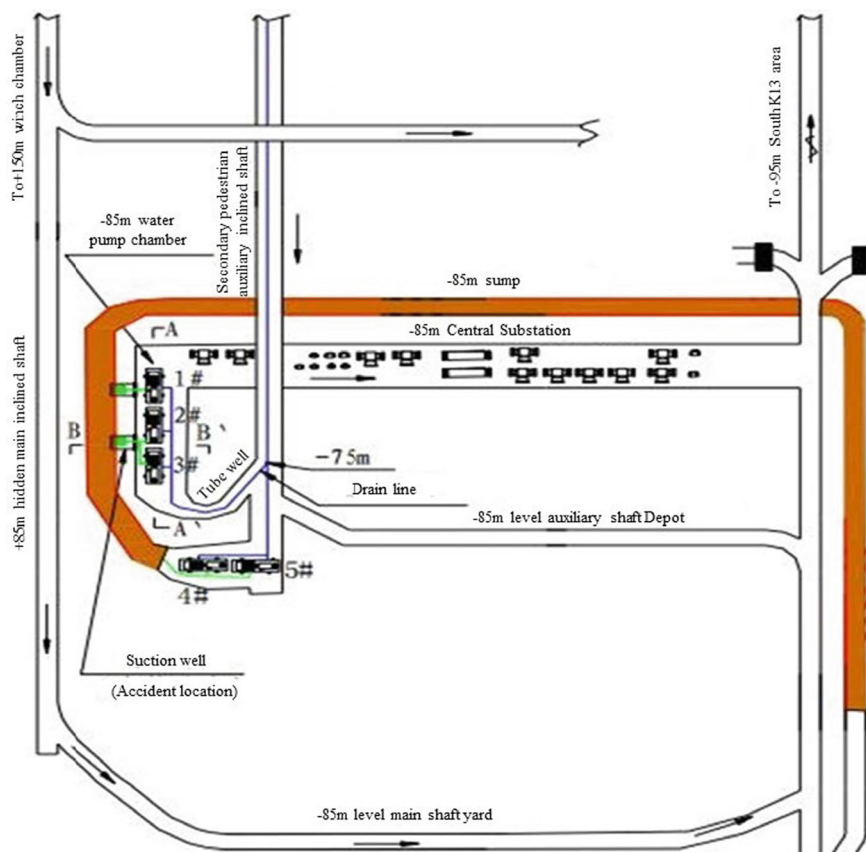 To+150m winch chamber
Secondary pedestrian
auxiliary inclined shaft
To -95m South K13 area
-85m water
pump chamber
-85m sump
-85m Central Substation
A
1#
2#
B
B'
3#
Tube well
-75m
Drain line
A'
+85m hidden main inclined shaft
-85m level auxiliary shaft Depot
5#
4#
Suction well
(Accident location)
-85m level main shaft yard